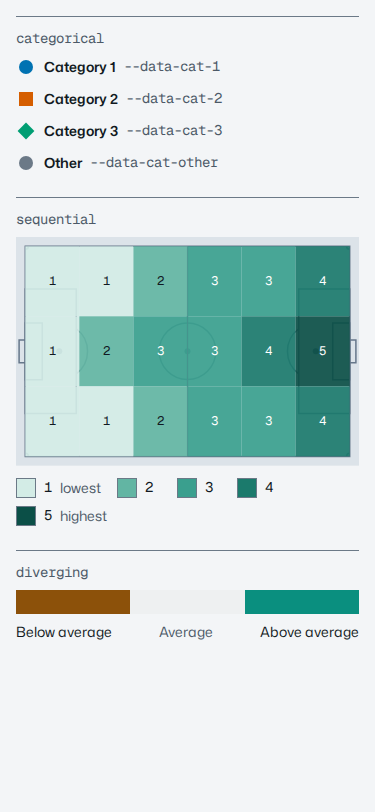 categorical
Category 1 --data-cat-1
Category 2 --data-cat-2
Category 3 --data-cat-3
Other --data-cat-other
sequential
1 1 2 3 3 4
1 2 3 3 4 5
1 1 2 3 3 4
1 lowest 2 3 4
5 highest
diverging
Below average Average Above average